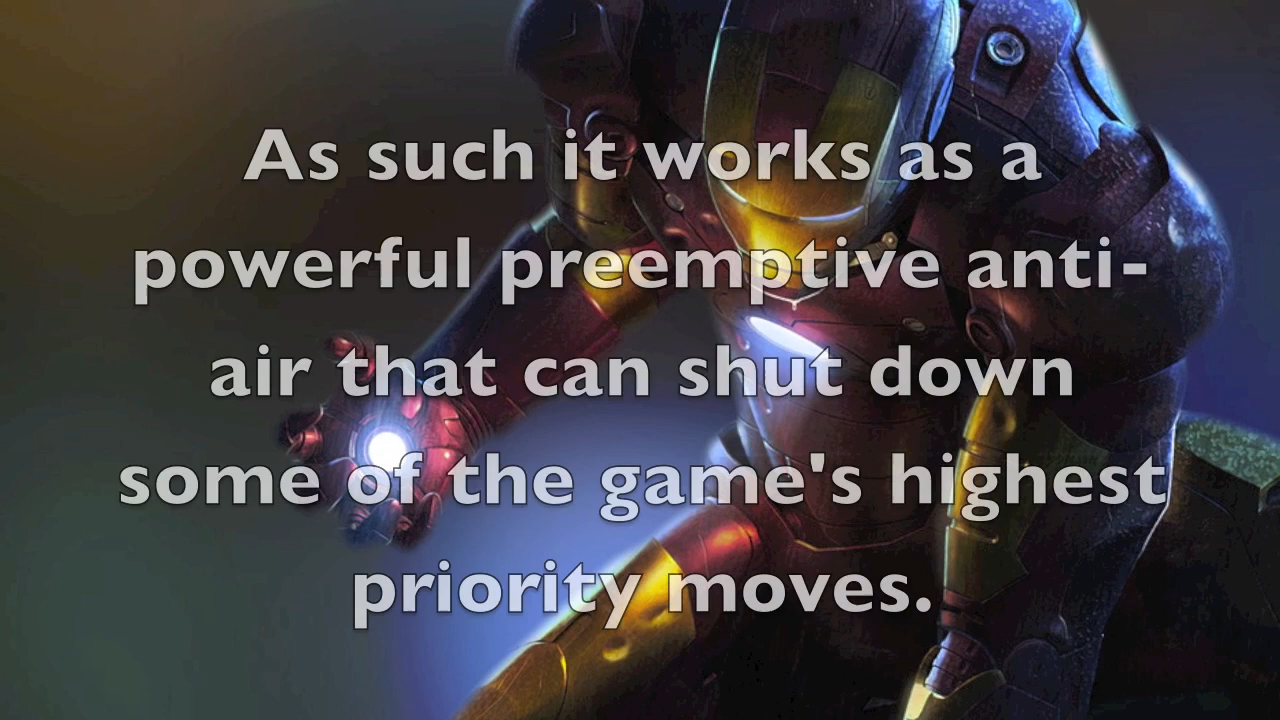 As such it works as a
powerful preemptive anti-
air that can shut down
some of the game's highest
priority moves.